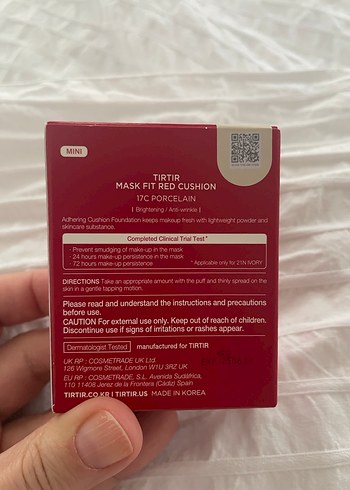 MINI
TIRTIR
MASK FIT RED CUSHION
17C PORCELAIN
| Brightening / Anti-wrinkle |
Adhering Cushion Foundation keeps makeup fresh with lightweight powder and
skincare substance.
Completed Clinical Trial Test*
· Prevent smudging of make-up in the mask
· 24 hours make-up persistence in the mask
· 72 hours make-up persistence
* Applicable only for 21N IVORY
DIRECTIONS Take an appropriate amount with the puff and thinly spread on the
skin in a gentle tapping motion.
Please read and understand the instructions and precautions
before use.
CAUTION For external use only. Keep out of reach of children.
Discontinue use if signs of irritations or rashes appear.
Dermatologist Tested manufactured for TIRTIR
UK RP : COSMETRADE UK Ltd
126 Wigmore Street, London W1U 3RZ UK
EU RP : COSMETRADE, S.L. Avenida Sudáfrica,
110 11408 Jerez de la Frontera (Cádiz) Spain
TIRTIR.CO.KR I TIRTIR.US MADE IN KOREA